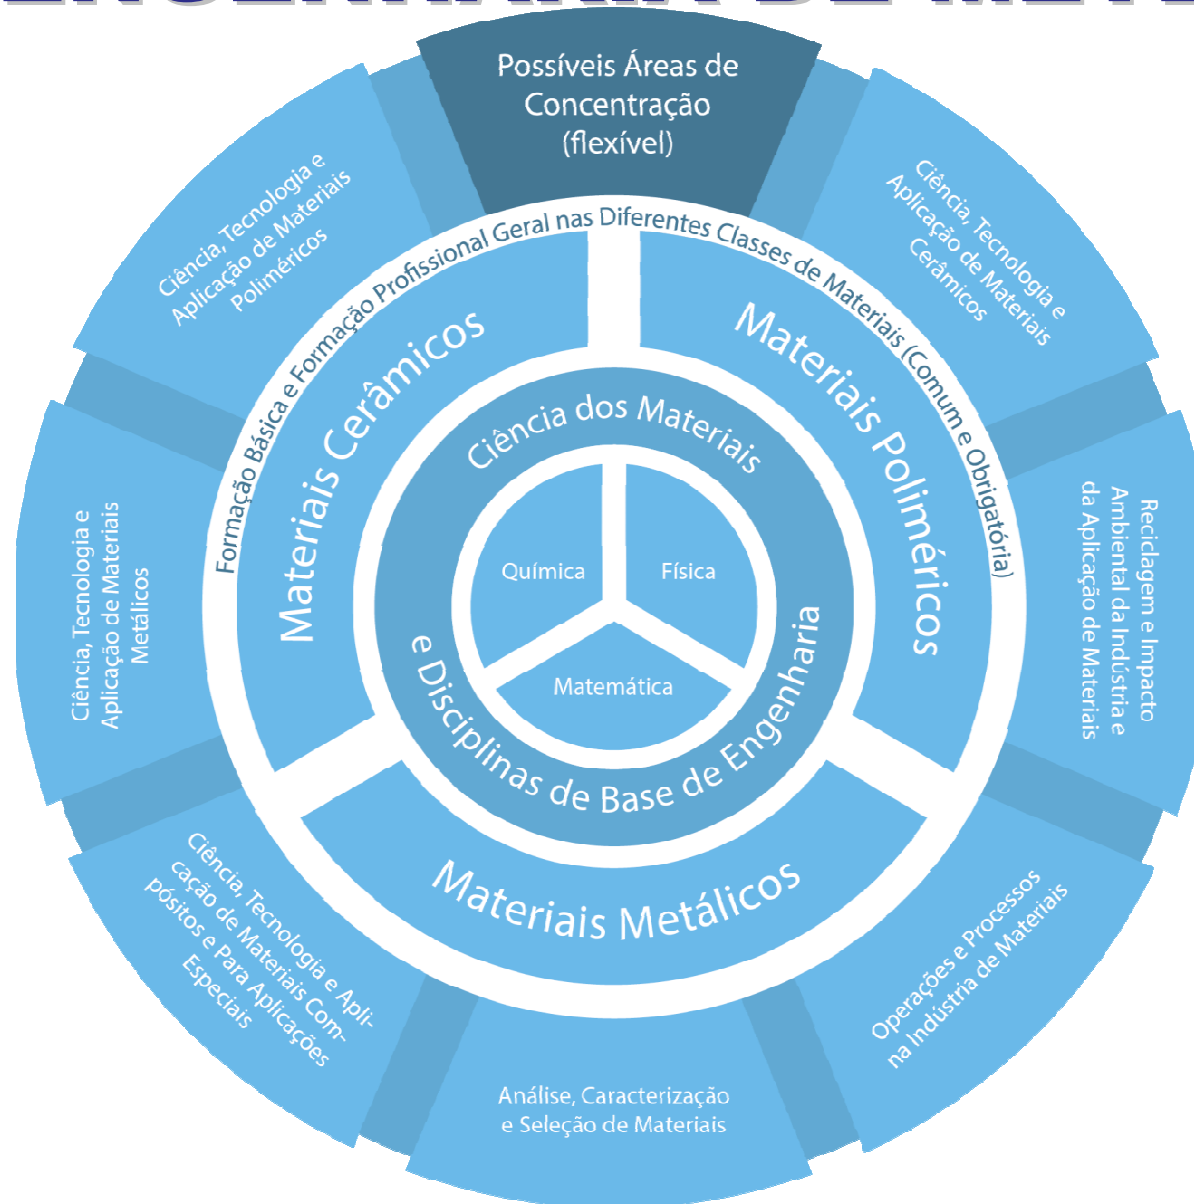 Possíveis Áreas de
Concentração
(flexível)
Ciência, Tecnologia e
Aplicação de Materiais
Cerâmicos
Reciclagem e Impacto
Ambiental da Indústria e
da Aplicação de Materiais
Operações e Processos
na Indústria de Materiais
Análise, Caracterização
e Seleção de Materiais
Ciência, Tecnologia e Apli-
cação de Materiais Com-
pósitos e Para Aplicações
Especiais
Ciência, Tecnologia e
Aplicação de Materiais
Metálicos
Ciência, Tecnologia e
Aplicação de Materiais
Poliméricos
Formação Básica e Formação Profissional Geral nas Diferentes Classes de Materiais (Comum e Obrigatória)
Materiais Cerâmicos
Materiais Poliméricos
Materiais Metálicos
Ciência dos Materiais
e Disciplinas de Base de Engenharia
Química
Física
Matemática